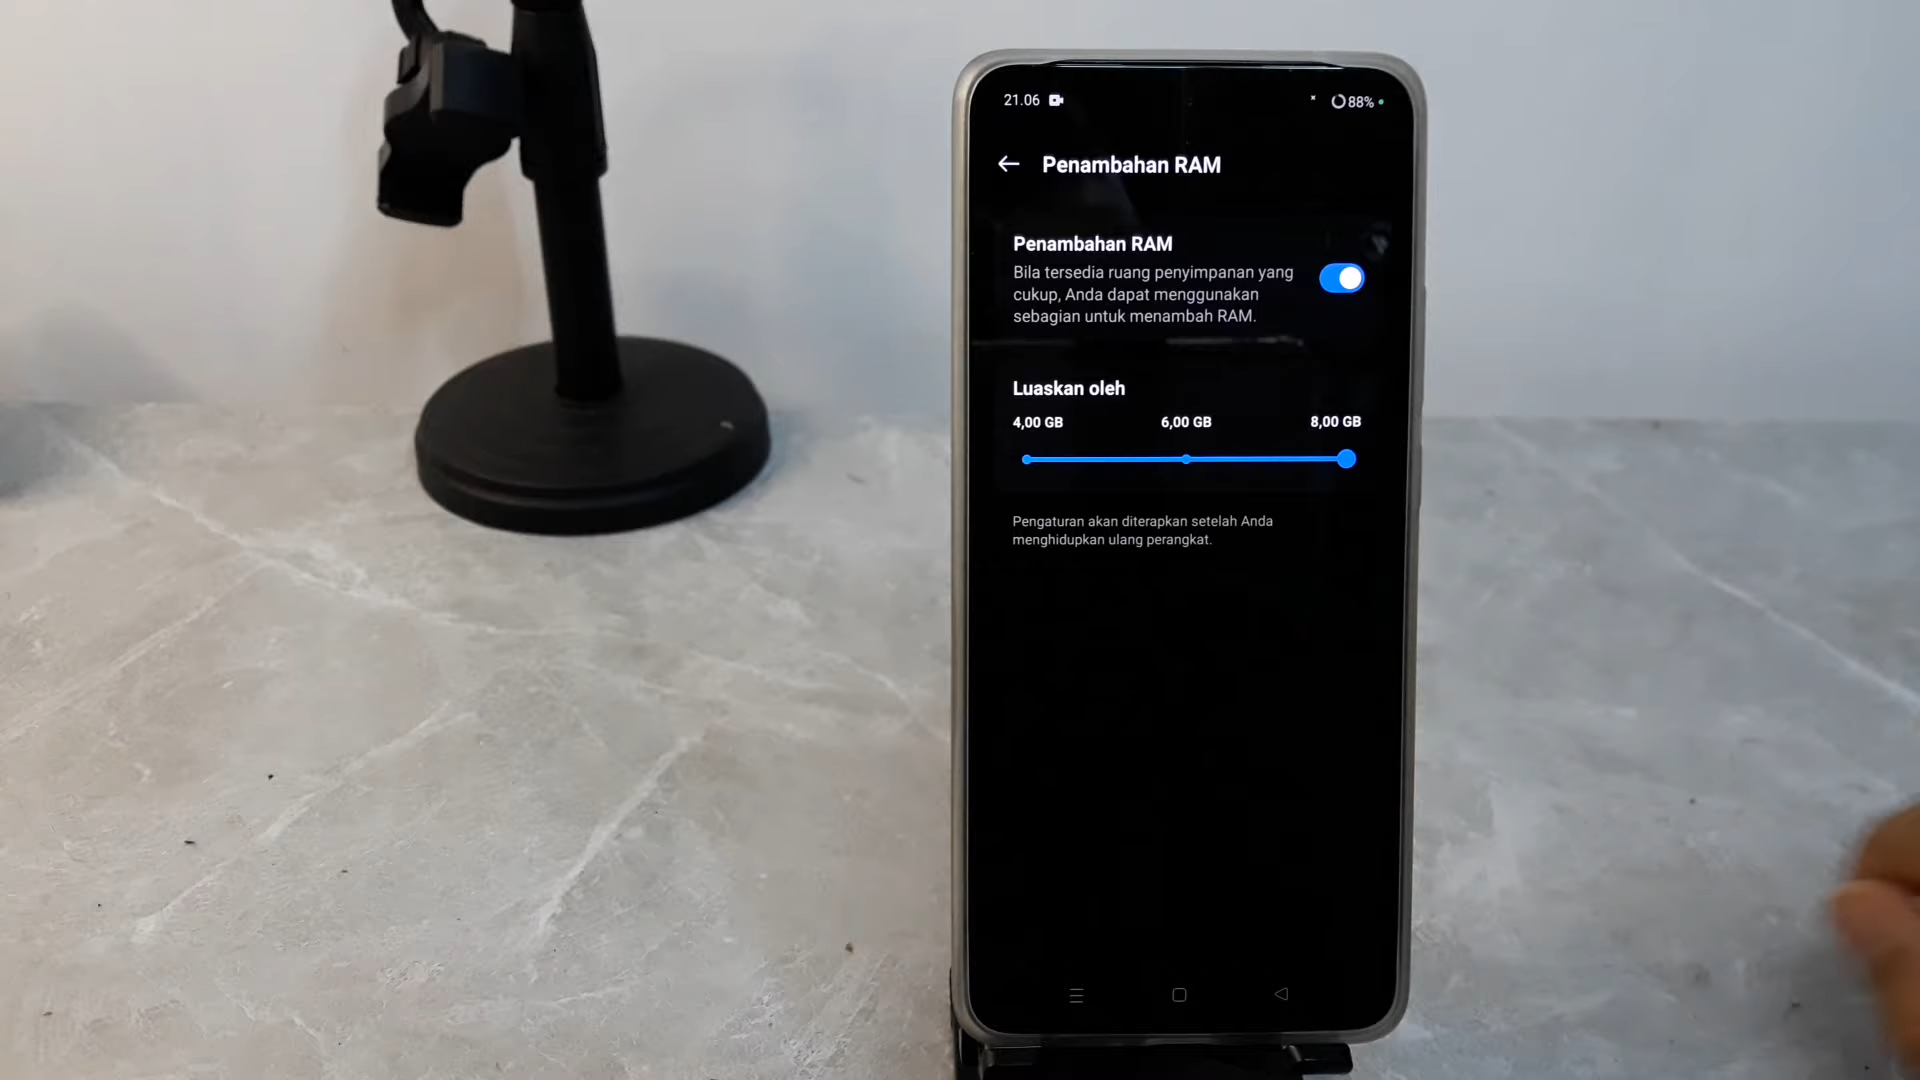 21.06
88%
Penambahan RAM
Penambahan RAM
Bila tersedia ruang penyimpanan yang
cukup, Anda dapat menggunakan
sebagian untuk menambah RAM.
Luaskan oleh
4,00 GB 6,00 GB 8,00 GB
Pengaturan akan diterapkan setelah Anda
menghidupkan ulang perangkat.